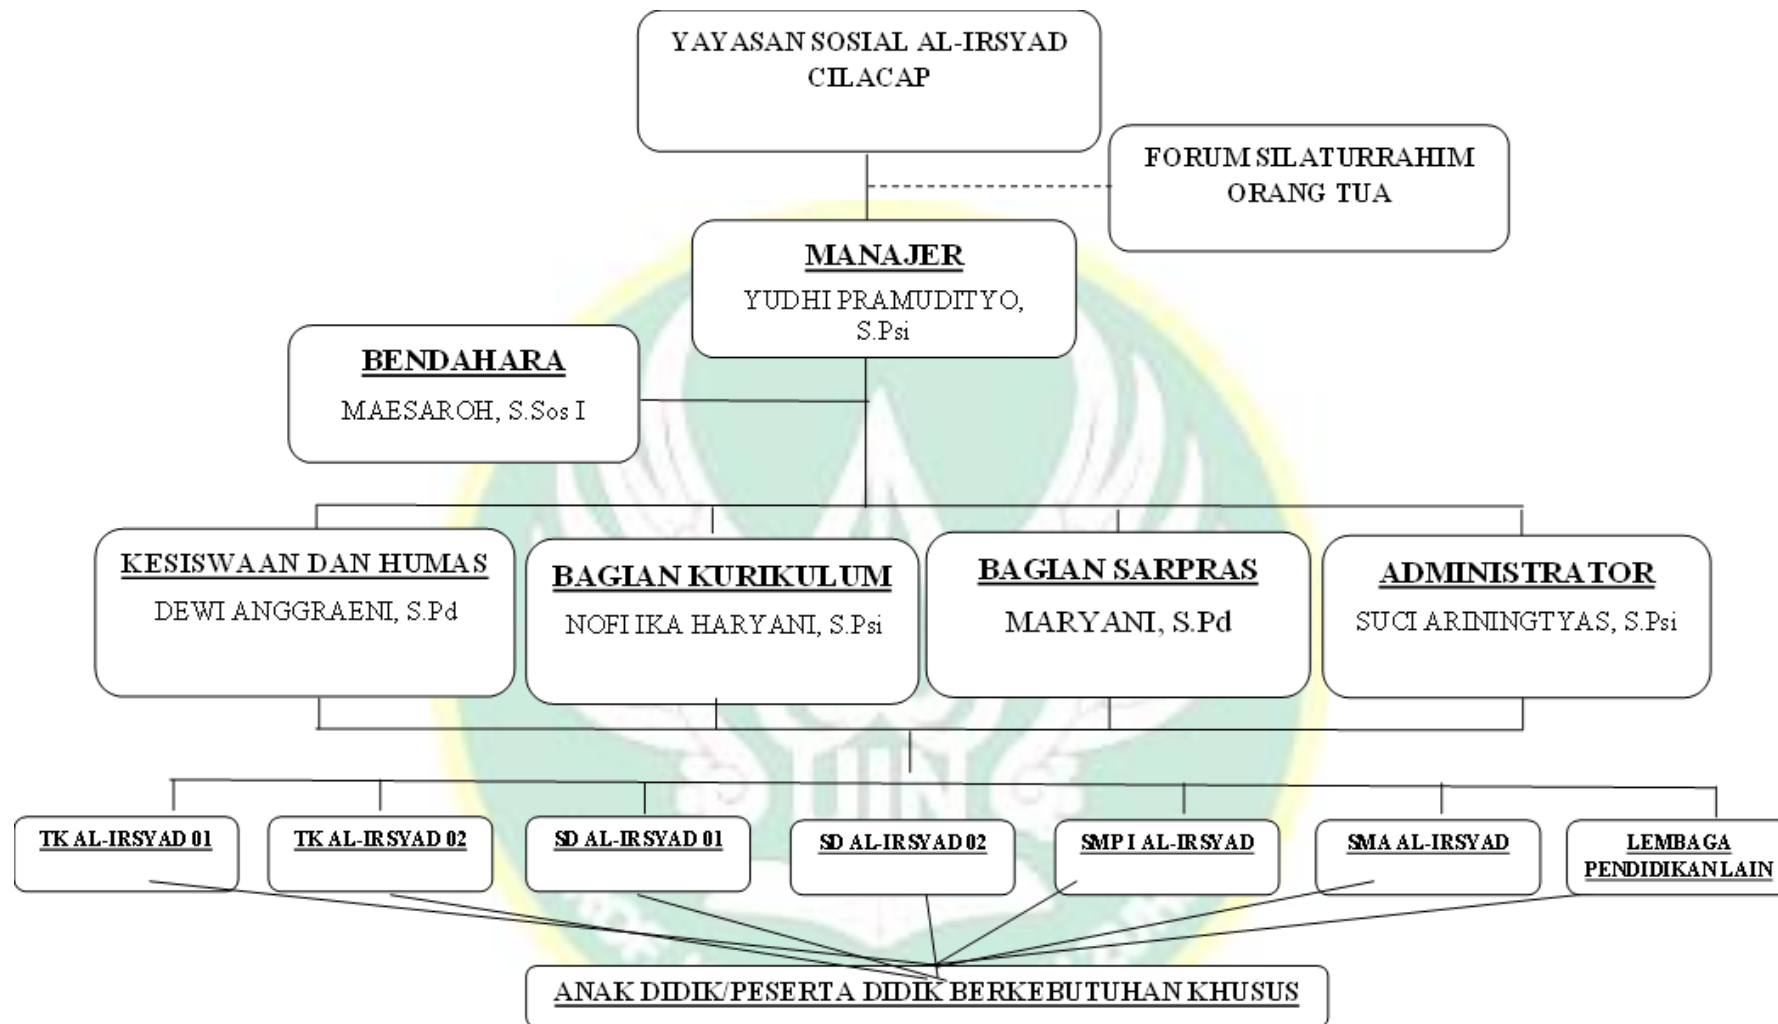 YAYASAN SOSIAL AL-IRSYAD
CILACAP
FORUM SILATURRAHIM
ORANG TUA
MANAJER
YUDHI PRAMUDITYO,
S.Psi
BENDAHARA
MAESAROH, S.Sos I
KESISWAAN DAN HUMAS
DEWI ANGGRAENI, S.Pd
BAGIAN KURIKULUM
NOFI IKA HARYANI, S.Psi
BAGIAN SARPRAS
MARYANI, S.Pd
ADMINISTRATOR
SUCI ARININGTYAS, S.Psi
UIN
TK AL-IRSYAD 01
TK AL-IRSYAD 02
SD AL-IRSYAD 01
SD AL-IRSYAD 02
SMP I AL-IRSYAD
SMA AL-IRSYAD
LEMBAGA
PENDIDIKAN LAIN
ANAK DIDIK/PESERTA DIDIK BERKEBUTUHAN KHUSUS